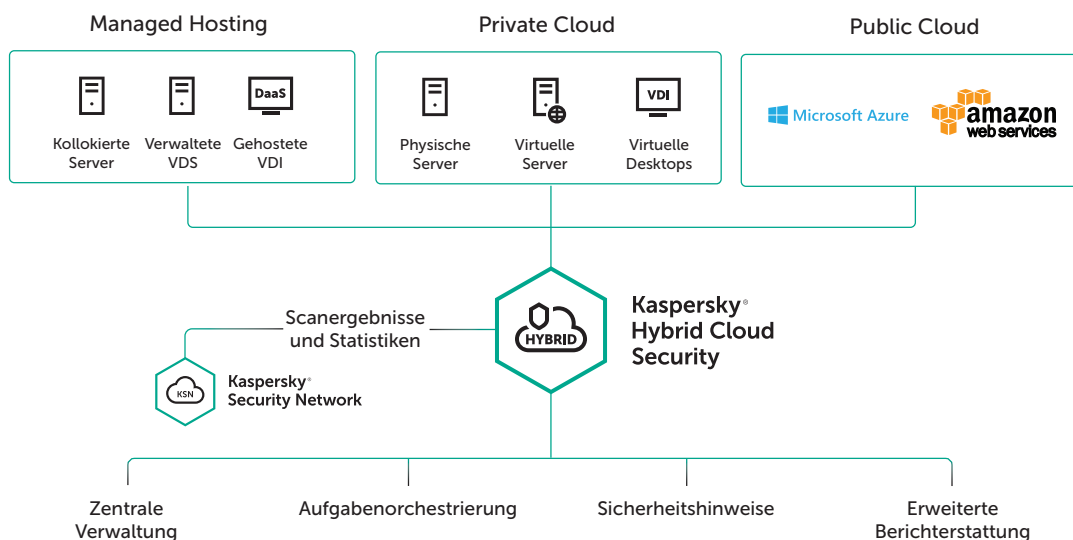 Managed Hosting
Private Cloud
Public Cloud
DaaS
Kollokierte
Server
Verwaltete
VDS
Gehostete
VDI
VDI
Physische
Server
Virtuelle
Server
Virtuelle
Desktops
Microsoft Azure
amazon
web services
Scanergebnisse
und Statistiken
HYBRID
Kaspersky®
Hybrid Cloud
Security
KSN
Kaspersky®
Security Network
Zentrale
Verwaltung
Aufgabenorchestrierung
Sicherheitshinweise
Erweiterte
Berichterstattung